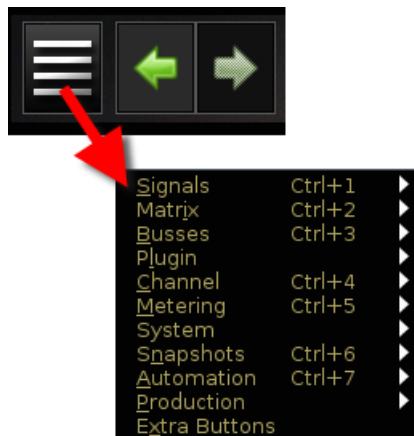 Signals Ctrl+1
Matrix Ctrl+2
Busses Ctrl+3
Plugin
Channel Ctrl+4
Metering Ctrl+5
System
Snapshots Ctrl+6
Automation Ctrl+7
Production
Extra Buttons